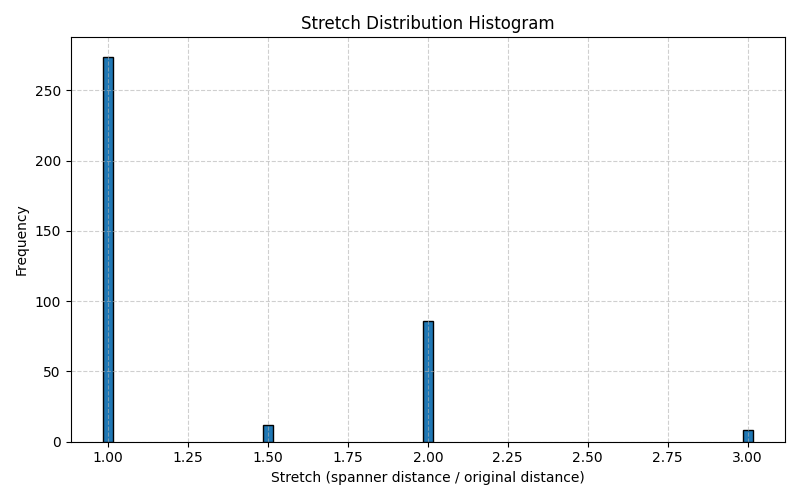 Stretch Distribution Histogram
Frequency
250
200
150
100
50
0
1.00 1.25 1.50 1.75 2.00 2.25 2.50 2.75 3.00
Stretch (spanner distance / original distance)